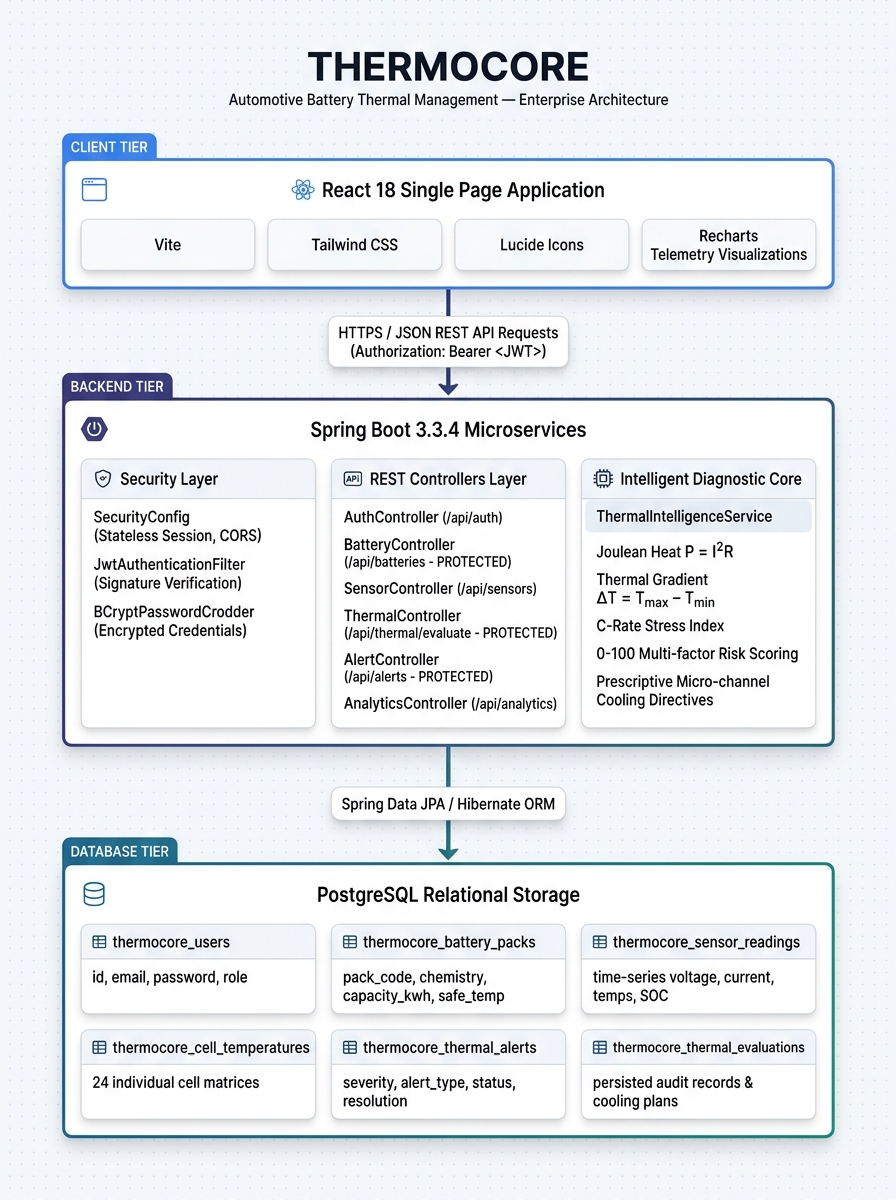 THERMOCORE
Automotive Battery Thermal Management — Enterprise Architecture
CLIENT TIER
React 18 Single Page Application
Vite
Tailwind CSS
Lucide Icons
Recharts
Telemetry Visualizations
HTTPS / JSON REST API Requests
(Authorization: Bearer <JWT>)
BACKEND TIER
Spring Boot 3.3.4 Microservices
Security Layer
SecurityConfig
(Stateless Session, CORS)
JwtAuthenticationFilter
(Signature Verification)
BCryptPasswordCrodder
(Encrypted Credentials)
API
REST Controllers Layer
AuthController (/api/auth)
BatteryController
(/api/batteries - PROTECTED)
SensorController (/api/sensors)
ThermalController
(/api/thermal/evaluate - PROTECTED)
AlertController
(/api/alerts - PROTECTED)
AnalyticsController (/api/analytics)
Intelligent Diagnostic Core
ThermalIntelligenceService
Joulean Heat P = I²R
Thermal Gradient
ΔT = Tmax − Tmin
C-Rate Stress Index
0-100 Multi-factor Risk Scoring
Prescriptive Micro-channel
Cooling Directives
Spring Data JPA / Hibernate ORM
DATABASE TIER
PostgreSQL Relational Storage
thermocore_users
id, email, password, role
thermocore_battery_packs
pack_code, chemistry,
capacity_kwh, safe_temp
thermocore_sensor_readings
time-series voltage, current,
temps, SOC
thermocore_cell_temperatures
24 individual cell matrices
thermocore_thermal_alerts
severity, alert_type, status,
resolution
thermocore_thermal_evaluations
persisted audit records &
cooling plans